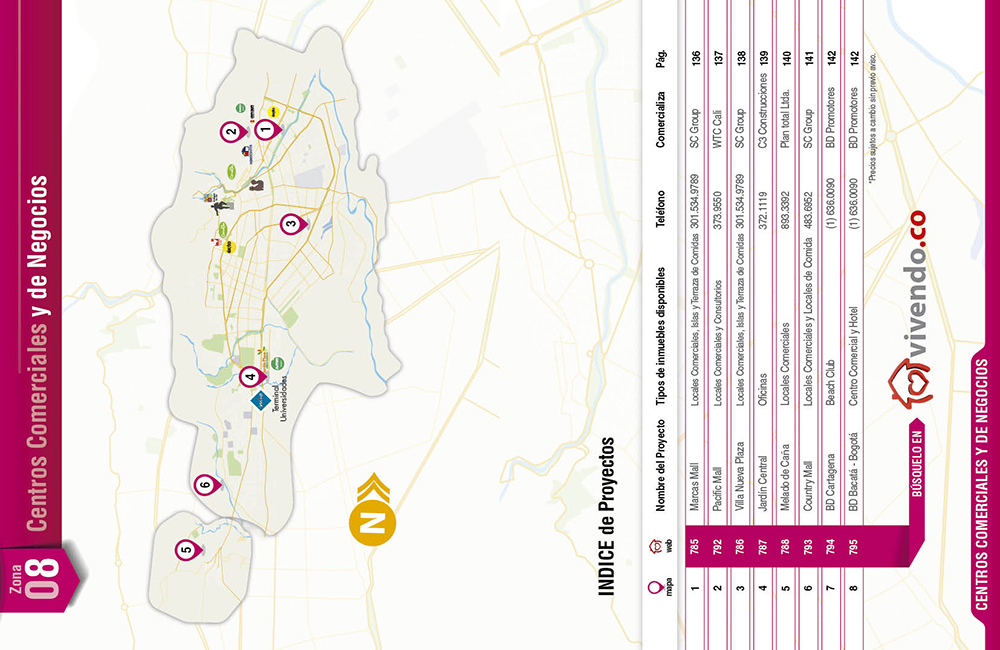 Zona
08
Centros Comerciales y de Negocios
2
1
3
4
Terminal
Universidades
6
5
N
INDICE de Proyectos
mapa web Nombre del Proyecto Tipos de inmuebles disponibles Teléfono Comercializa Pág.
1 785 Marcas Mall Locales Comerciales, Islas y Terraza de Comidas 301.534.9789 SC Group 136
2 792 Pacific Mall Locales Comerciales y Consultorios 373.9550 WTC Cali 137
3 786 Villa Nueva Plaza Locales Comerciales, Islas y Terraza de Comidas 301.534.9789 SC Group 138
4 787 Jardín Central Oficinas 372.1119 C3 Construcciones 139
5 788 Melado de Caña Locales Comerciales 893.3392 Plan total Ltda. 140
6 793 Country Mall Locales Comerciales y Locales de Comida 483.6952 SC Group 141
7 794 BD Cartagena Beach Club (1) 636.0090 BD Promotores 142
8 795 BD Bacatá - Bogotá Centro Comercial y Hotel (1) 636.0090 BD Promotores 142
*Precios sujetos a cambio sin previo aviso.
BÚSQUELO EN
vivendo.co
CENTROS COMERCIALES Y DE NEGOCIOS